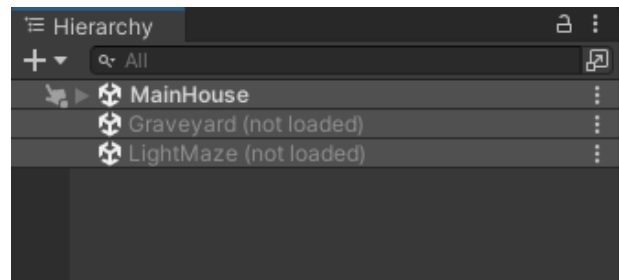 Hierarchy
All
MainHouse
Graveyard (not loaded)
LightMaze (not loaded)